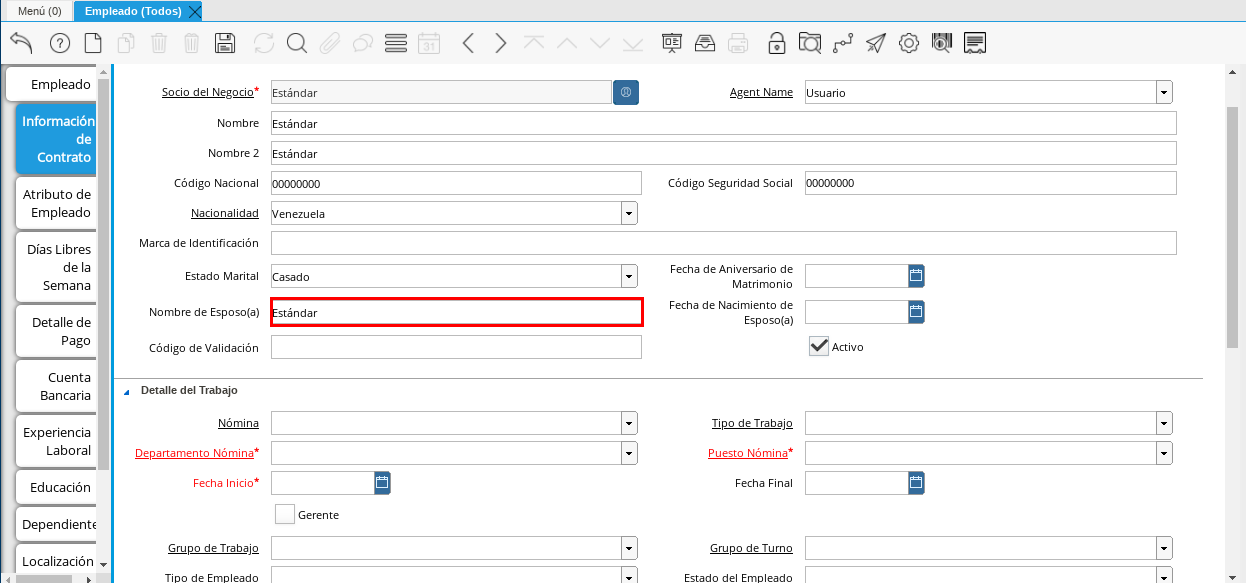 Menú (0)
Empleado (Todos)
31
Empleado
Información
de
Contrato
Atributo de
Empleado
Días Libres
de la
Semana
Detalle de
Pago
Cuenta
Bancaria
Experiencia
Laboral
Educación
Dependiente
Localización
Socio del Negocio* Estándar
Agent Name Usuario
Nombre Estándar
Nombre 2 Estándar
Código Nacional 00000000
Código Seguridad Social 00000000
Nacionalidad Venezuela
Marca de Identificación
Estado Marital Casado
Fecha de Aniversario de
Matrimonio
Nombre de Esposo(a) Estándar
Fecha de Nacimiento de
Esposo(a)
Código de Validación
Activo
Detalle del Trabajo
Nómina
Tipo de Trabajo
Departamento Nómina*
Puesto Nómina*
Fecha Inicio*
Fecha Final
Gerente
Grupo de Trabajo
Grupo de Turno
Tipo de Empleado
Estado del Empleado